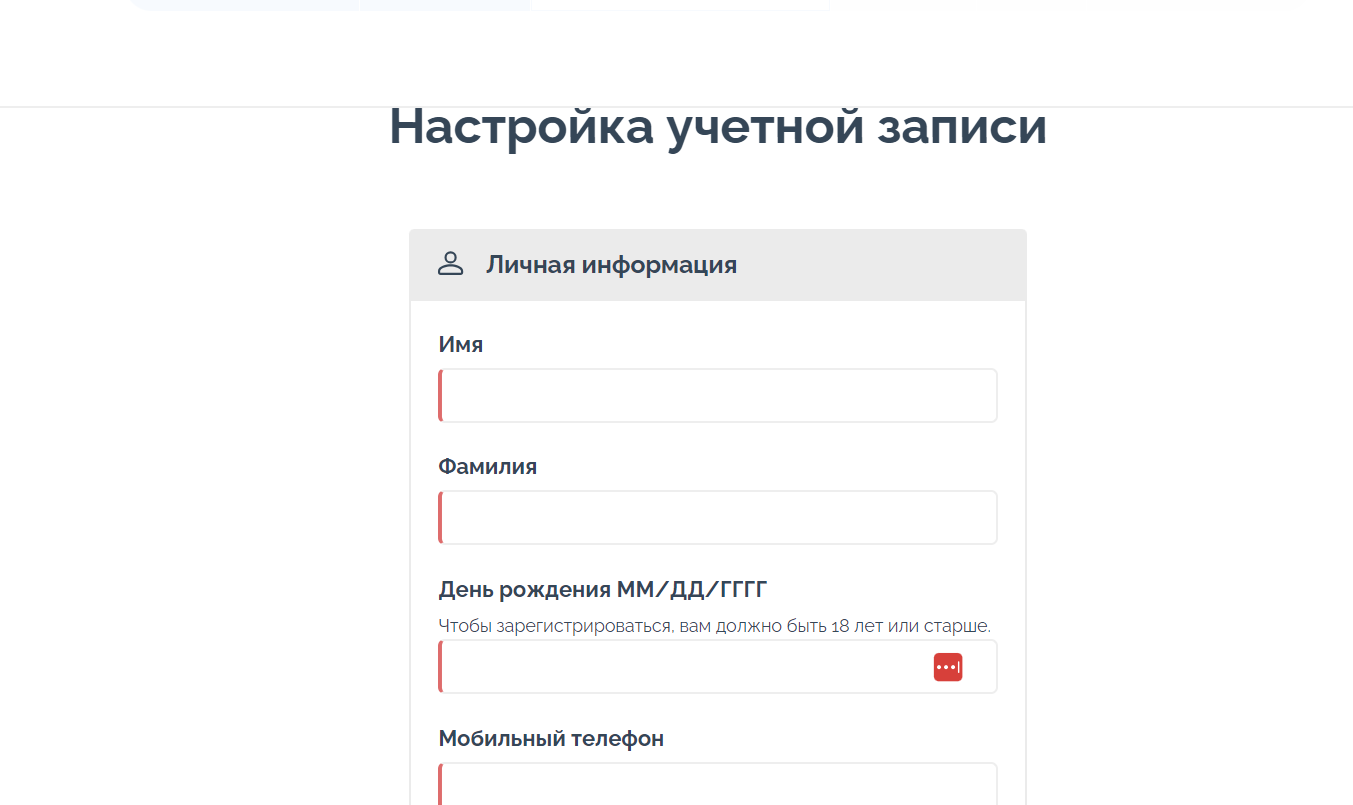 Настройка учетной записи
Личная информация
Имя
Фамилия
День рождения ММ/ДД/ГГГГ
Чтобы зарегистрироваться, вам должно быть 18 лет или старше.
Мобильный телефон